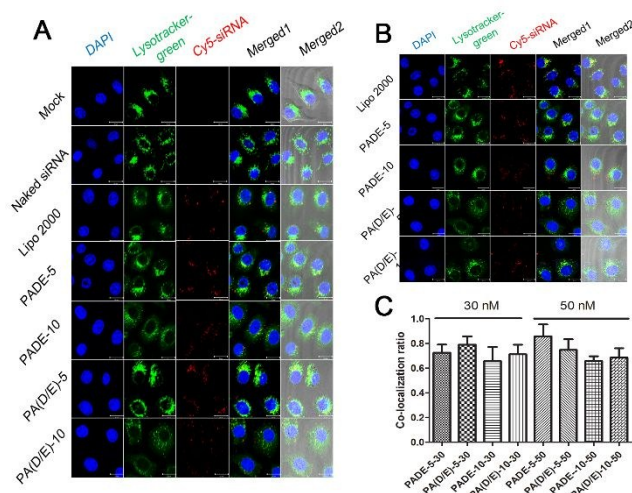 A
DAPI
Lysotracker-
green
Cy5-siRNA
Merged1
Merged2
Mock
Naked siRNA
Lipo 2000
PADE-5
PADE-10
PA(D/E)-5
PA(D/E)-10
B
DAPI
Lysotracker-
green
Cy5-siRNA
Merged1
Merged2
Lipo 2000
PADE-5
PADE-10
PA(D/E)-
PA(D/E)-
C
30 nM
50 nM
Co-localization ratio
1.0
0.8
0.6
0.4
0.2
0.0
PADE-5-30
PA(D/E)-5-30
PADE-10-30
PA(D/E)-10-30
PADE-5-50
PA(D/E)-5-50
PADE-10-50
PA(D/E)-10-50